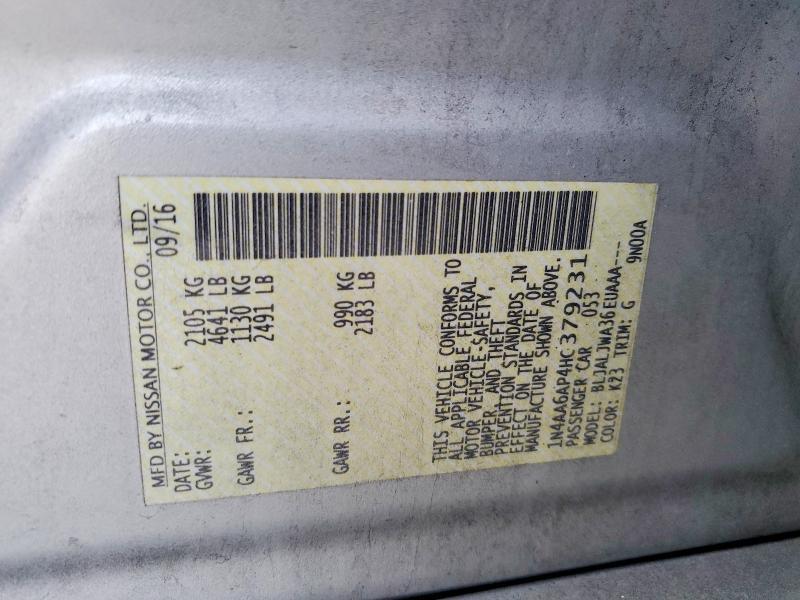 MFD BY NISSAN MOTOR CO., LTD.
DATE: 09/16
GVWR: 2105 KG
4641 LB
GAWR FR.: 1130 KG
2491 LB
GAWR RR.: 990 KG
2183 LB
THIS VEHICLE CONFORMS TO
ALL APPLICABLE FEDERAL
MOTOR VEHICLE-SAFETY,
BUMPER, AND THEFT
PREVENTION STANDARDS IN
EFFECT ON THE DATE OF
MANUFACTURE SHOWN ABOVE.
1N4AA6AP4HC379231
PASSENGER CAR 053
MODEL: BLJALJWA36EUAAA---
COLOR: K23 TRIM: G 9N00A